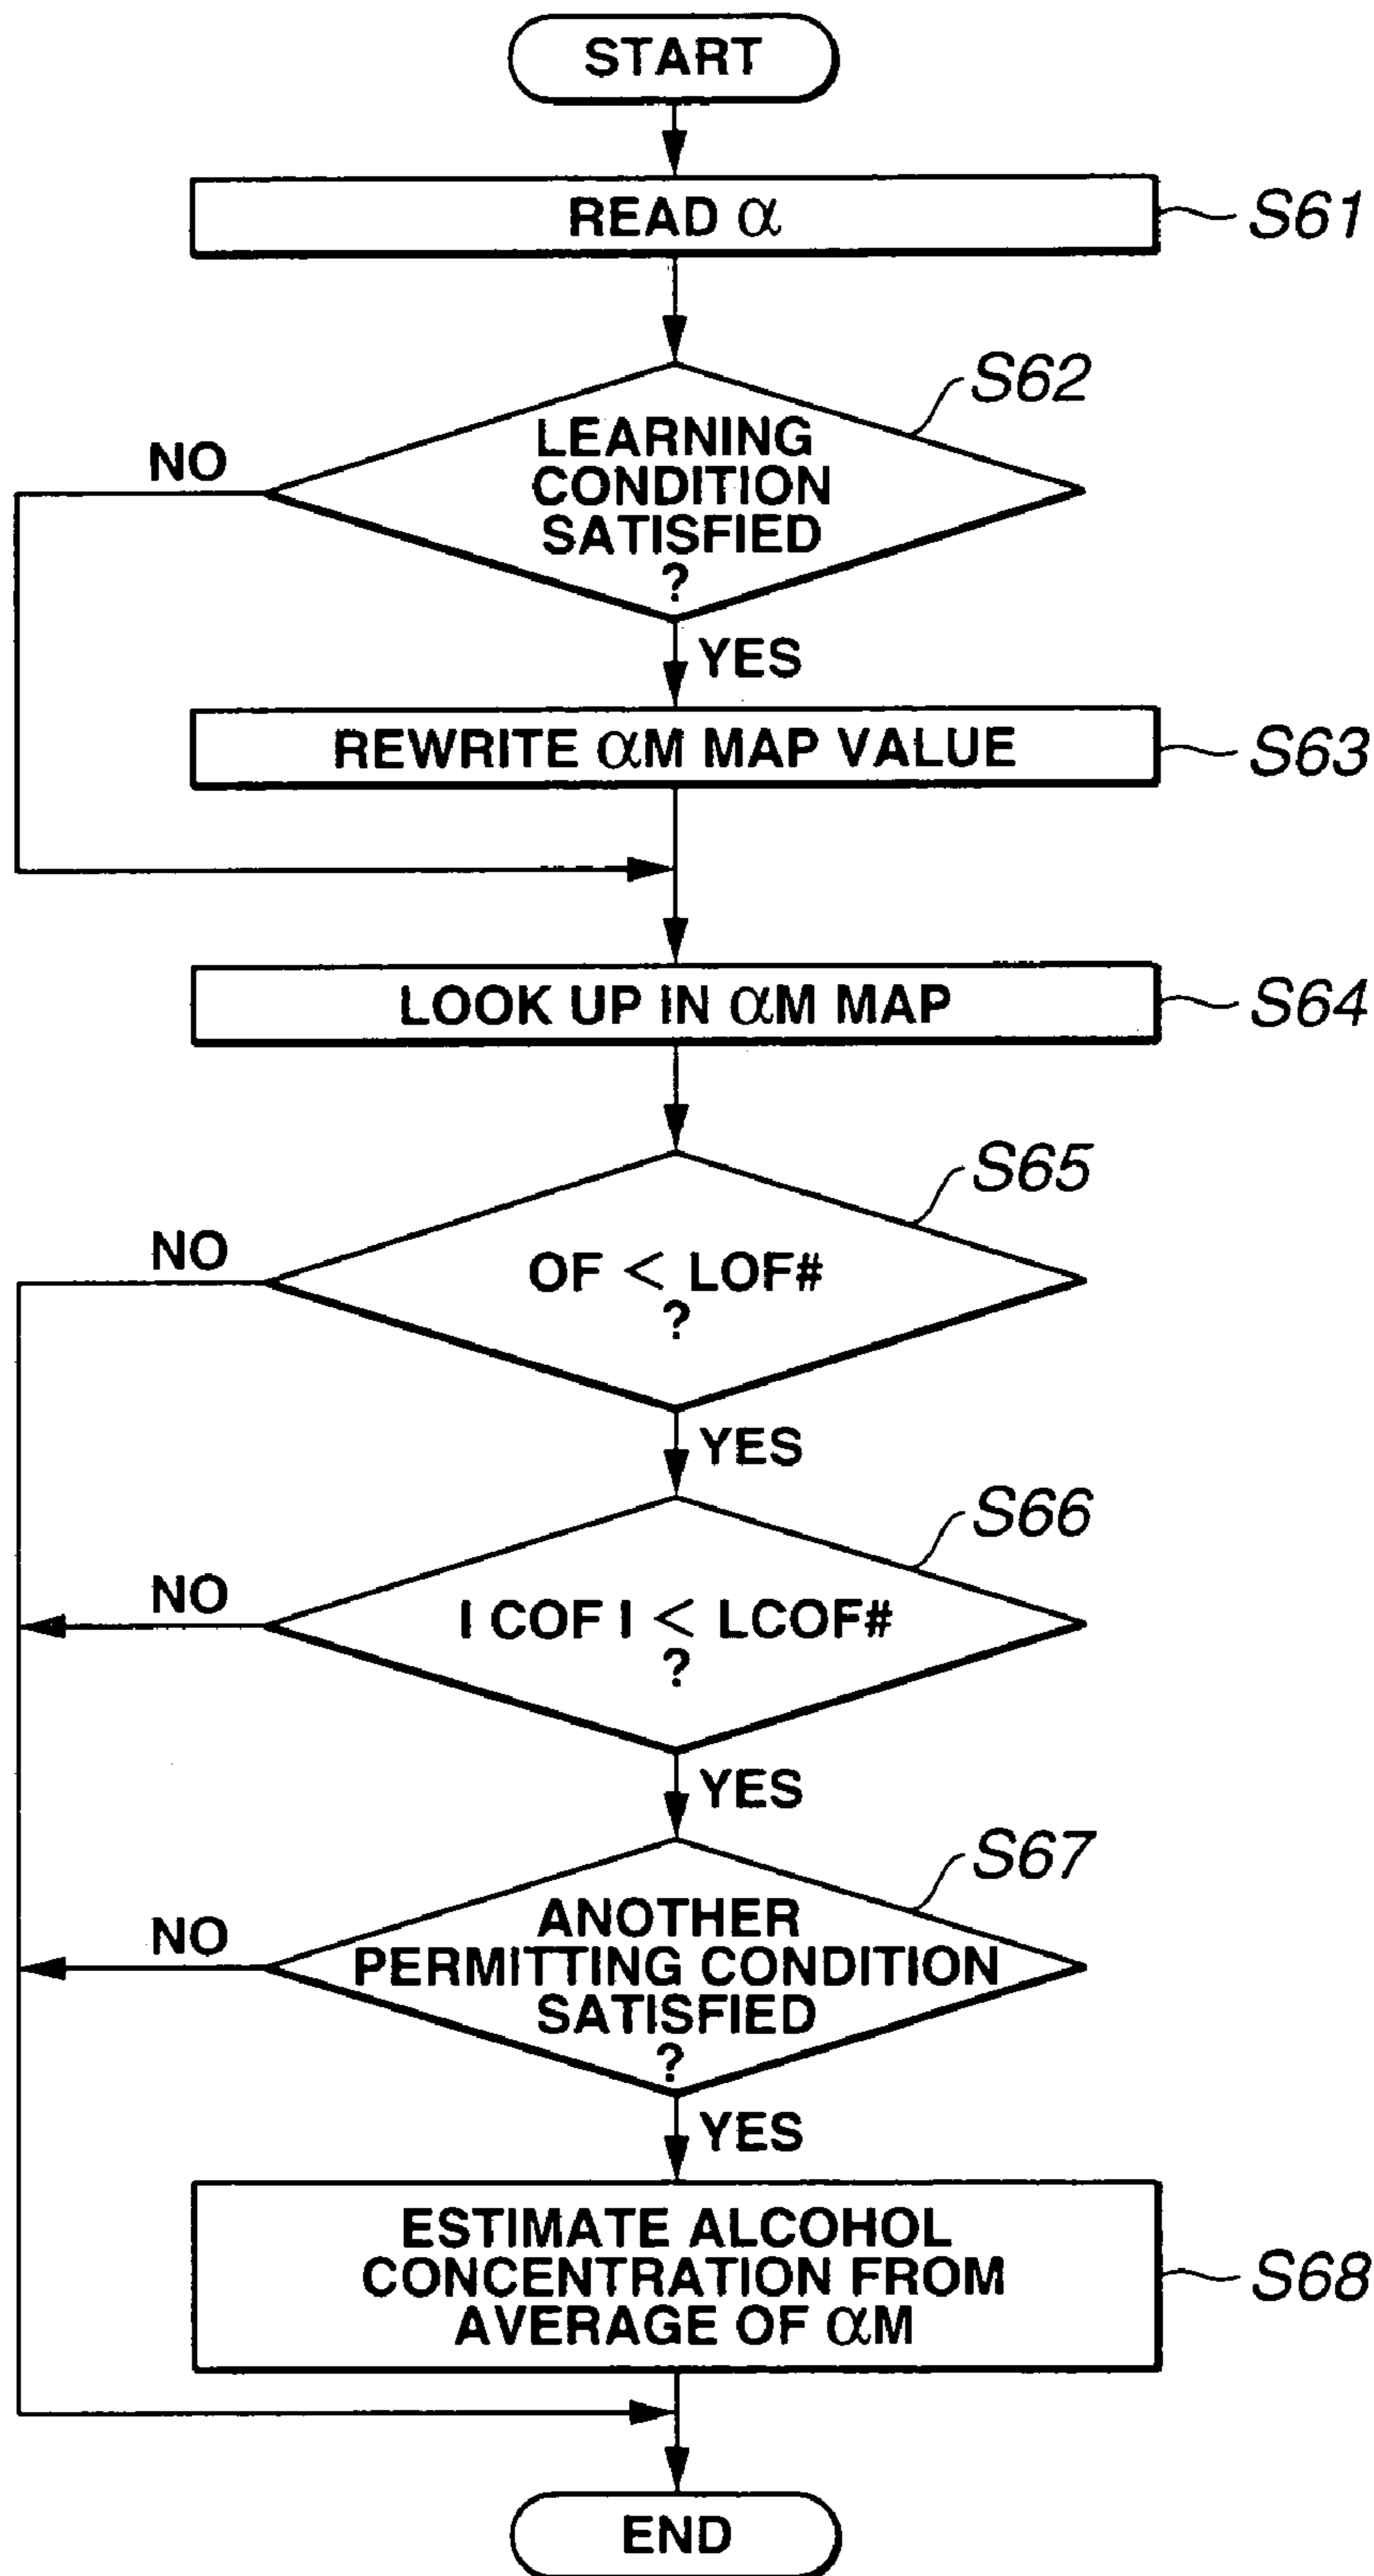 START
READ α
S61
S62
LEARNING
CONDITION
SATISFIED
?
NO
YES
REWRITE αM MAP VALUE
S63
LOOK UP IN αM MAP
S64
S65
OF < LOF#
?
NO
YES
S66
I COF I < LCOF#
?
NO
YES
S67
ANOTHER
PERMITTING CONDITION
SATISFIED
?
NO
YES
ESTIMATE ALCOHOL
CONCENTRATION FROM
AVERAGE OF αM
S68
END